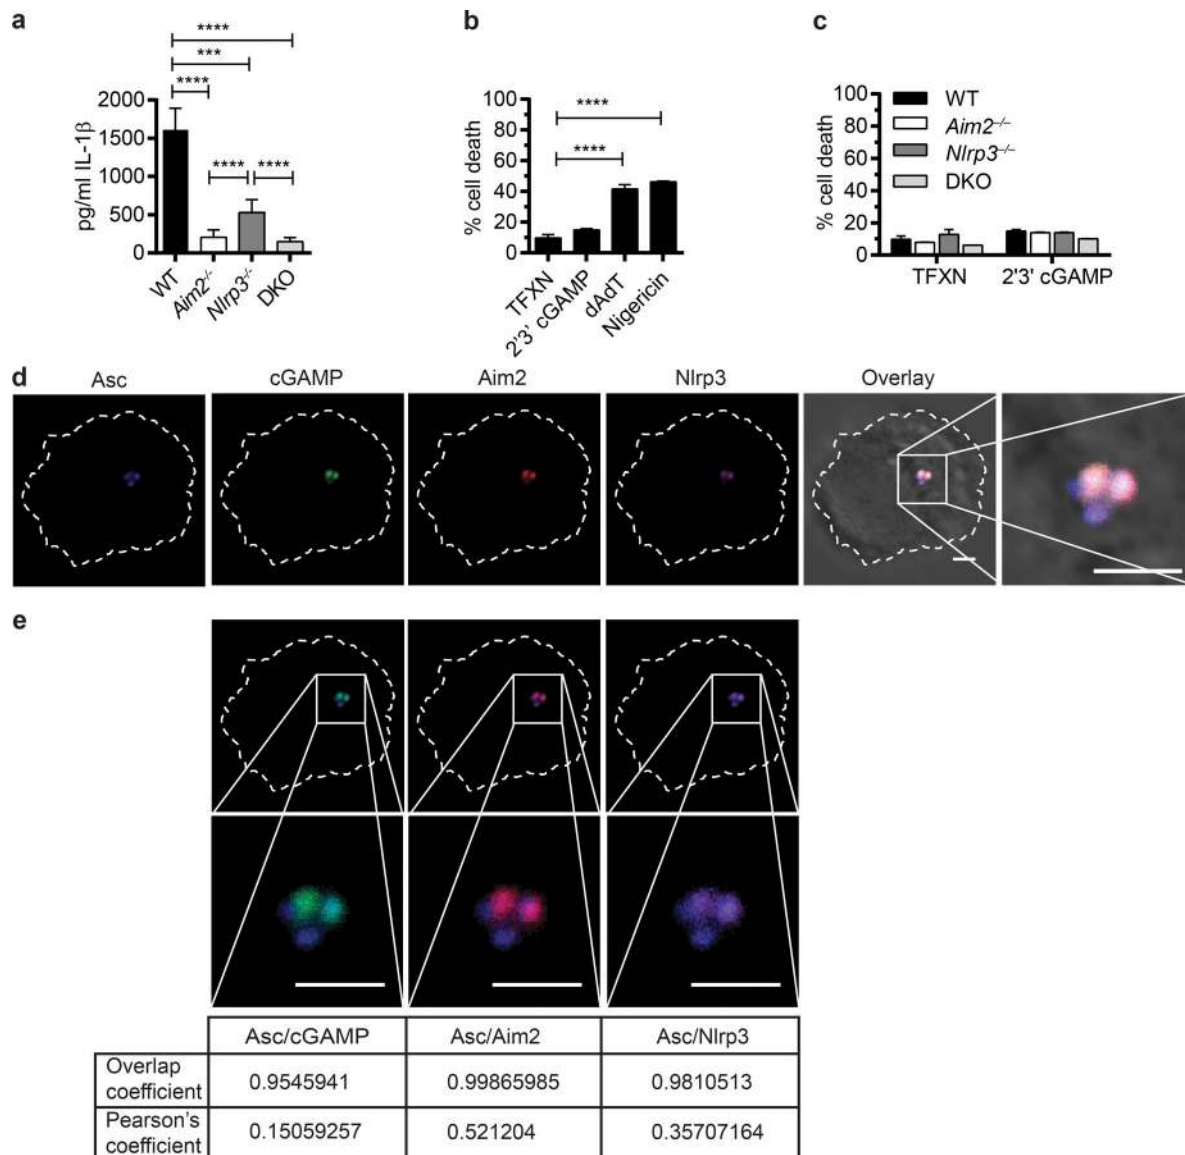 a
****
***
****
2000
1500
1000
500
0
pg/ml IL-1β
****
****
WT
Aim2⁻/⁻
Nlrp3⁻/⁻
DKO
b
****
****
100
80
60
40
20
0
% cell death
TFXN
2'3' cGAMP
dAdT
Nigericin
c
100
80
60
40
20
0
% cell death
WT
Aim2⁻/⁻
Nlrp3⁻/⁻
DKO
TFXN 2'3' cGAMP
d
Asc cGAMP Aim2 Nlrp3 Overlay
e
Asc/cGAMP Asc/Aim2 Asc/Nlrp3
Overlap
coefficient
0.9545941 0.99865985 0.9810513
Pearson's
coefficient
0.15059257 0.521204 0.35707164